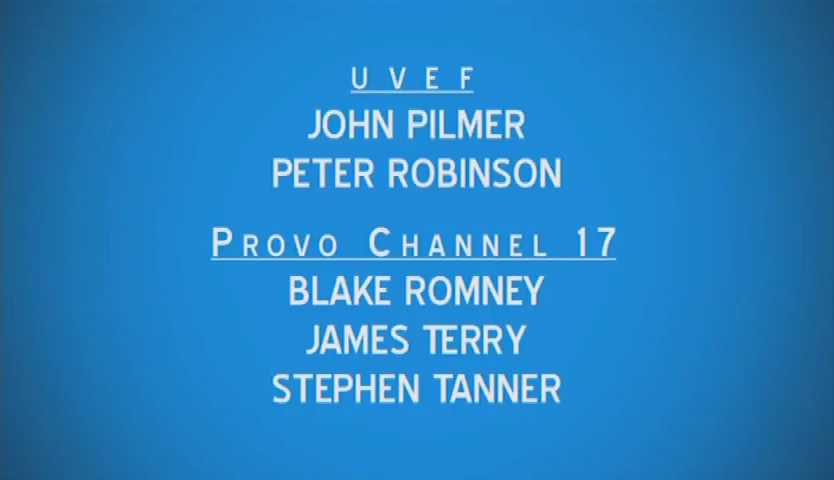 UVEF
JOHN PILMER
PETER ROBINSON
PROVO CHANNEL 17
BLAKE ROMNEY
JAMES TERRY
STEPHEN TANNER